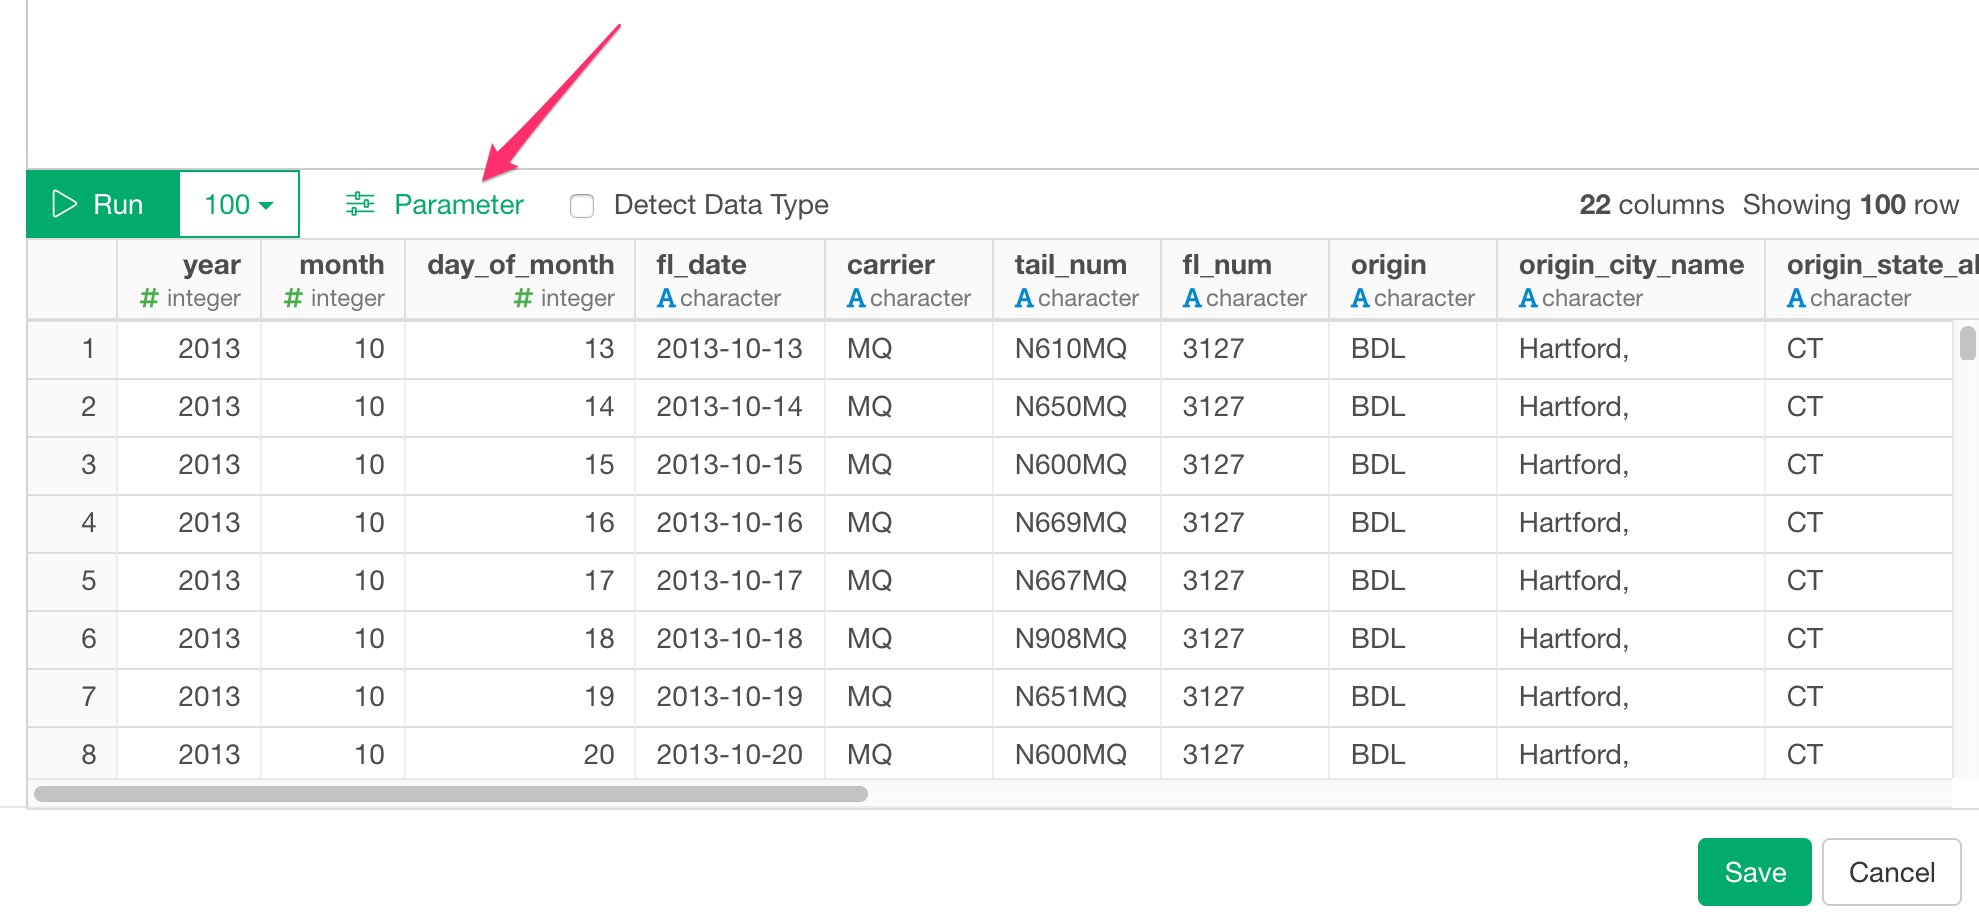 Run 100 Parameter Detect Data Type 22 columns Showing 100 row
year month day_of_month fl_date carrier tail_num fl_num origin origin_city_name origin_state_a
# integer # integer # integer A character A character A character A character A character A character A character
1 2013 10 13 2013-10-13 MQ N610MQ 3127 BDL Hartford, CT
2 2013 10 14 2013-10-14 MQ N650MQ 3127 BDL Hartford, CT
3 2013 10 15 2013-10-15 MQ N600MQ 3127 BDL Hartford, CT
4 2013 10 16 2013-10-16 MQ N669MQ 3127 BDL Hartford, CT
5 2013 10 17 2013-10-17 MQ N667MQ 3127 BDL Hartford, CT
6 2013 10 18 2013-10-18 MQ N908MQ 3127 BDL Hartford, CT
7 2013 10 19 2013-10-19 MQ N651MQ 3127 BDL Hartford, CT
8 2013 10 20 2013-10-20 MQ N600MQ 3127 BDL Hartford, CT
Save Cancel